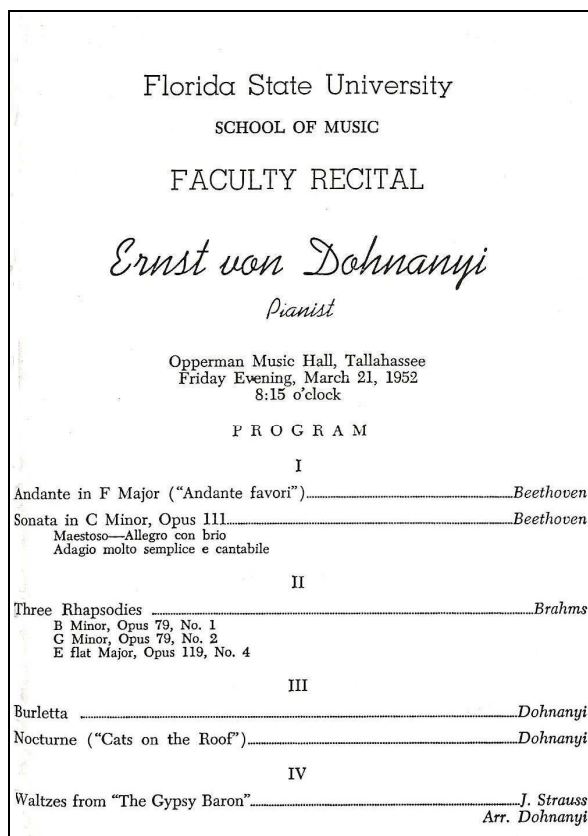 Florida State University
SCHOOL OF MUSIC
FACULTY RECITAL
Ernst von Dohnanyi
Pianist
Opperman Music Hall, Tallahassee
Friday Evening, March 21, 1952
8:15 o'clock
PROGRAM
I
Andante in F Major ("Andante favori")........Beethoven
Sonata in C Minor, Opus 111........Beethoven
Maestoso—Allegro con brio
Adagio molto semplice e cantabile
II
Three Rhapsodies ........Brahms
B Minor, Opus 79, No. 1
G Minor, Opus 79, No. 2
E flat Major, Opus 119, No. 4
III
Burletta ........Dohnanyi
Nocturne ("Cats on the Roof")........Dohnanyi
IV
Waltzes from "The Gypsy Baron"........J. Strauss
Arr. Dohnanyi